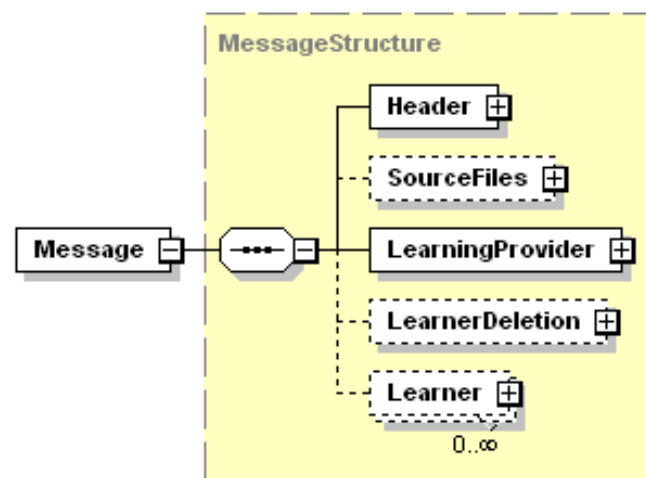 MessageStructure
Header
SourceFiles
Message
LearningProvider
LearnerDeletion
Learner
0..∞